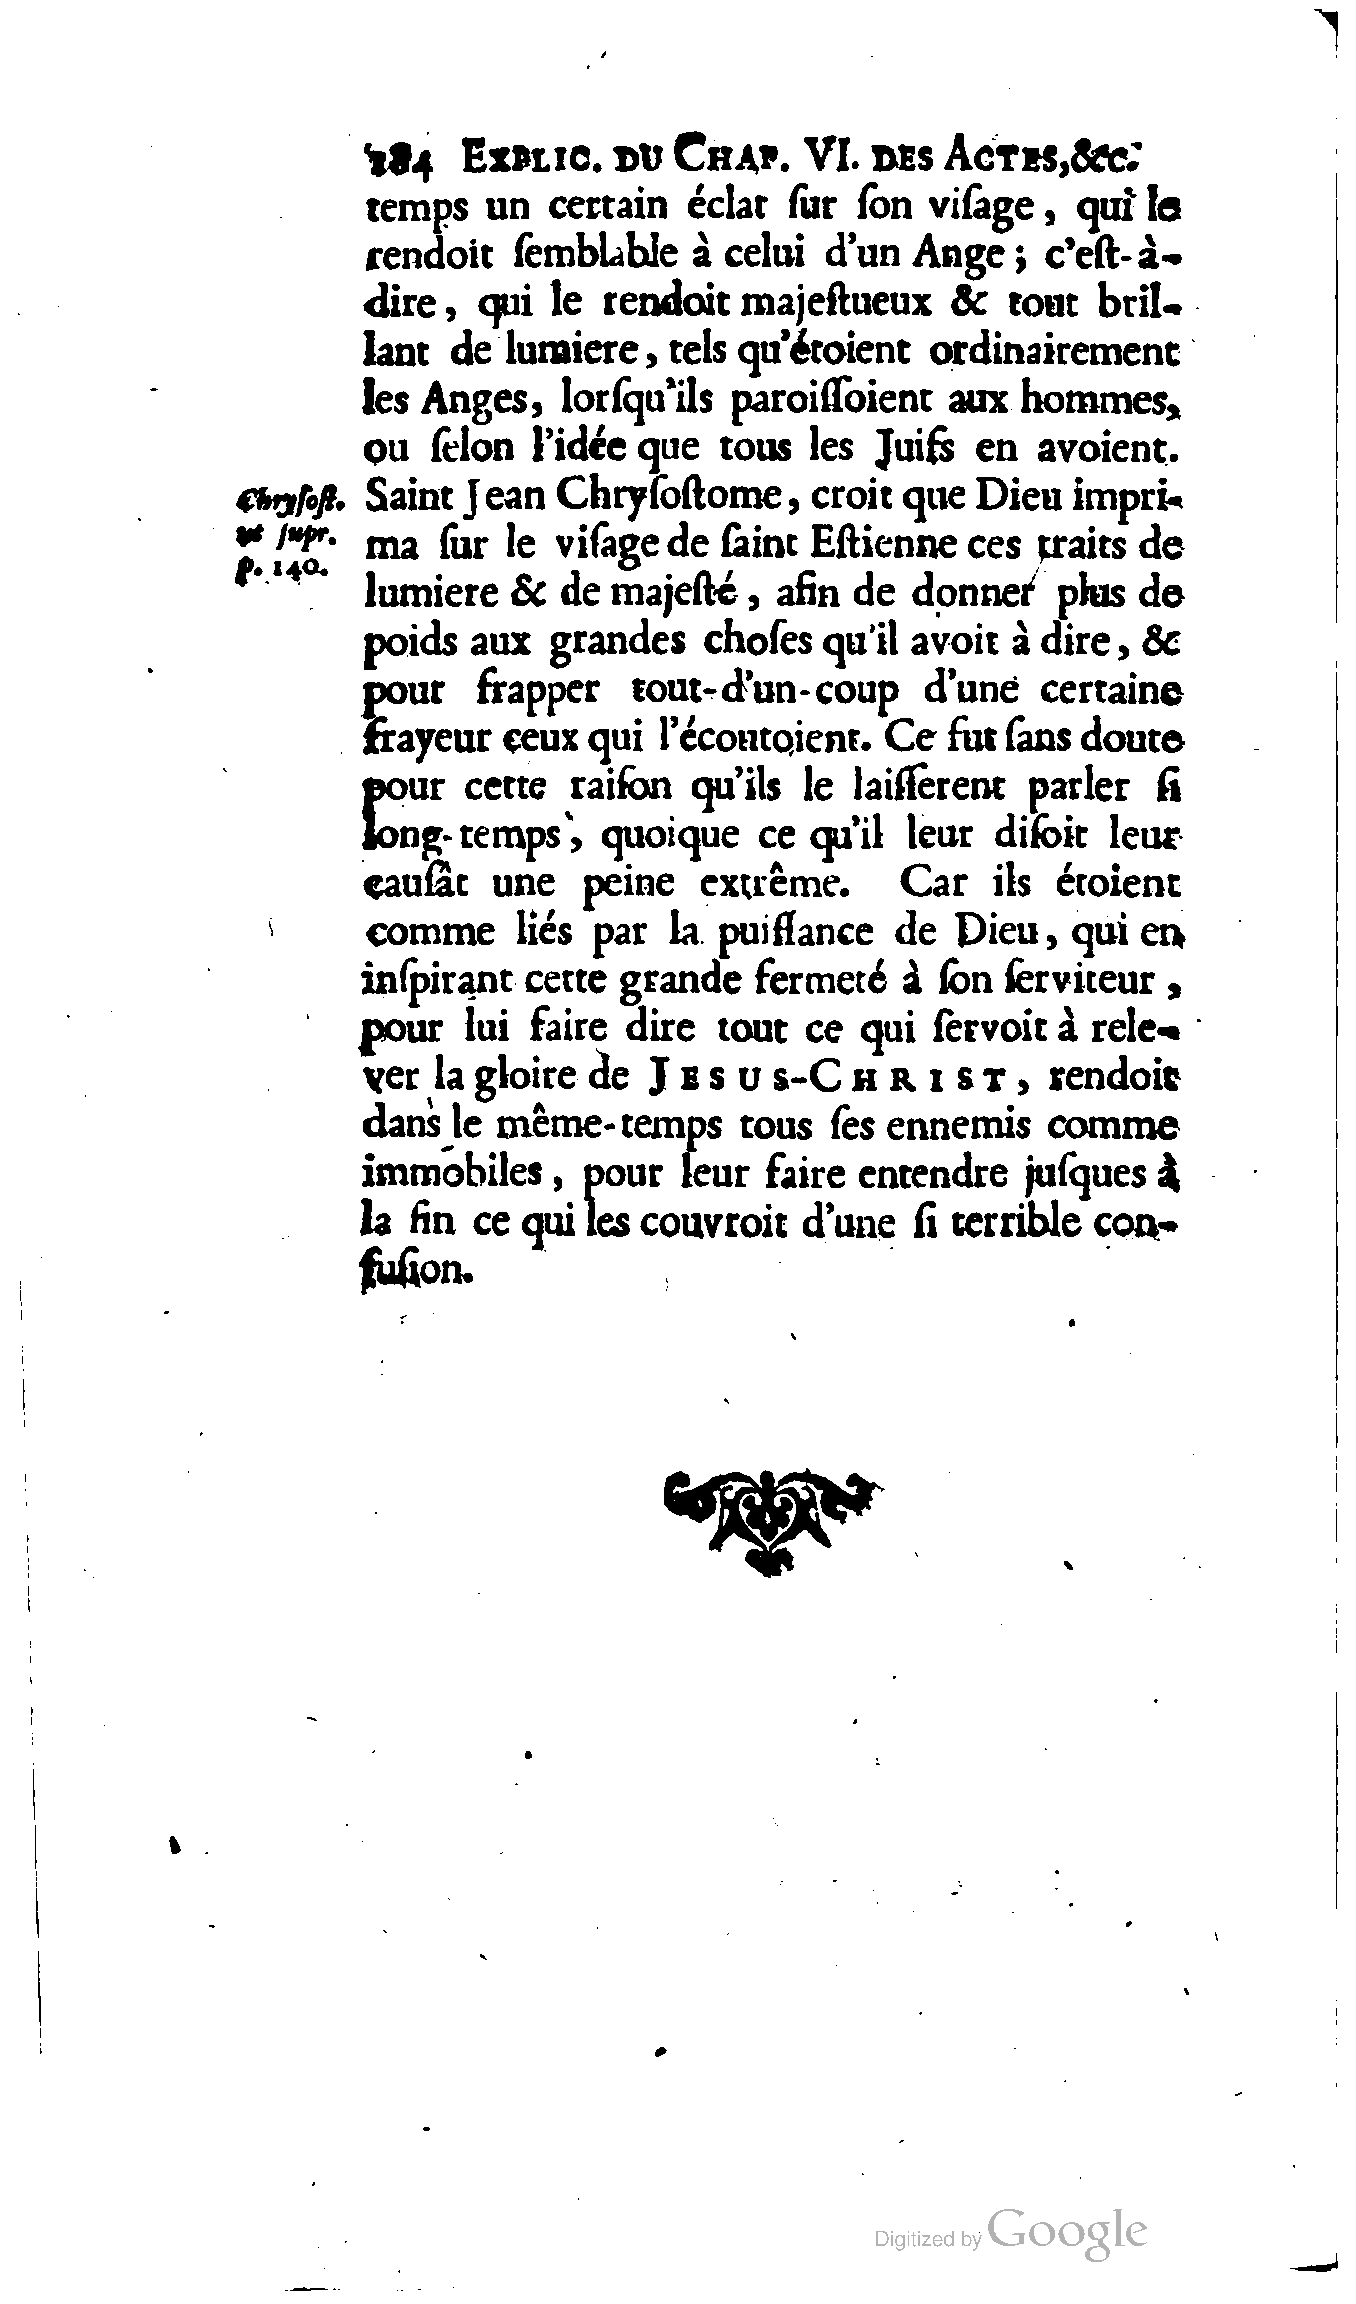 184 EXPLIC. DU CHAP. VI. DES ACTES, &c.
temps un certain éclat ſur ſon viſage, qui le
rendoit ſemblable à celui d'un Ange ; c'eſt-à-
dire, qui le rendoit majeſtueux & tout bril-
lant de lumiere, tels qu'étoient ordinairement
les Anges, lorſqu'ils paroiſſoient aux hommes,
ou ſelon l'idée que tous les Juifs en avoient.
Chryſoſt.
ut ſupr.
p. 140.
Saint Jean Chryſoſtome, croit que Dieu impri-
ma ſur le viſage de ſaint Eſtienne ces traits de
lumiere & de majeſté, afin de donner plus de
poids aux grandes choſes qu'il avoit à dire, &
pour frapper tout-d'un-coup d'une certaine
frayeur ceux qui l'écoutoient. Ce fut ſans doute
pour cette raiſon qu'ils le laiſſerent parler ſi
long-temps, quoique ce qu'il leur diſoit leur
cauſât une peine extrême. Car ils étoient
comme liés par la puiſſance de Dieu, qui en
inſpirant cette grande fermeté à ſon ſerviteur,
pour lui faire dire tout ce qui ſervoit à rele-
ver la gloire de JESUS-CHRIST, rendoit
dans le même-temps tous ſes ennemis comme
immobiles, pour leur faire entendre juſques à
la fin ce qui les couvroit d'une ſi terrible con-
fuſion.
Digitized by Google